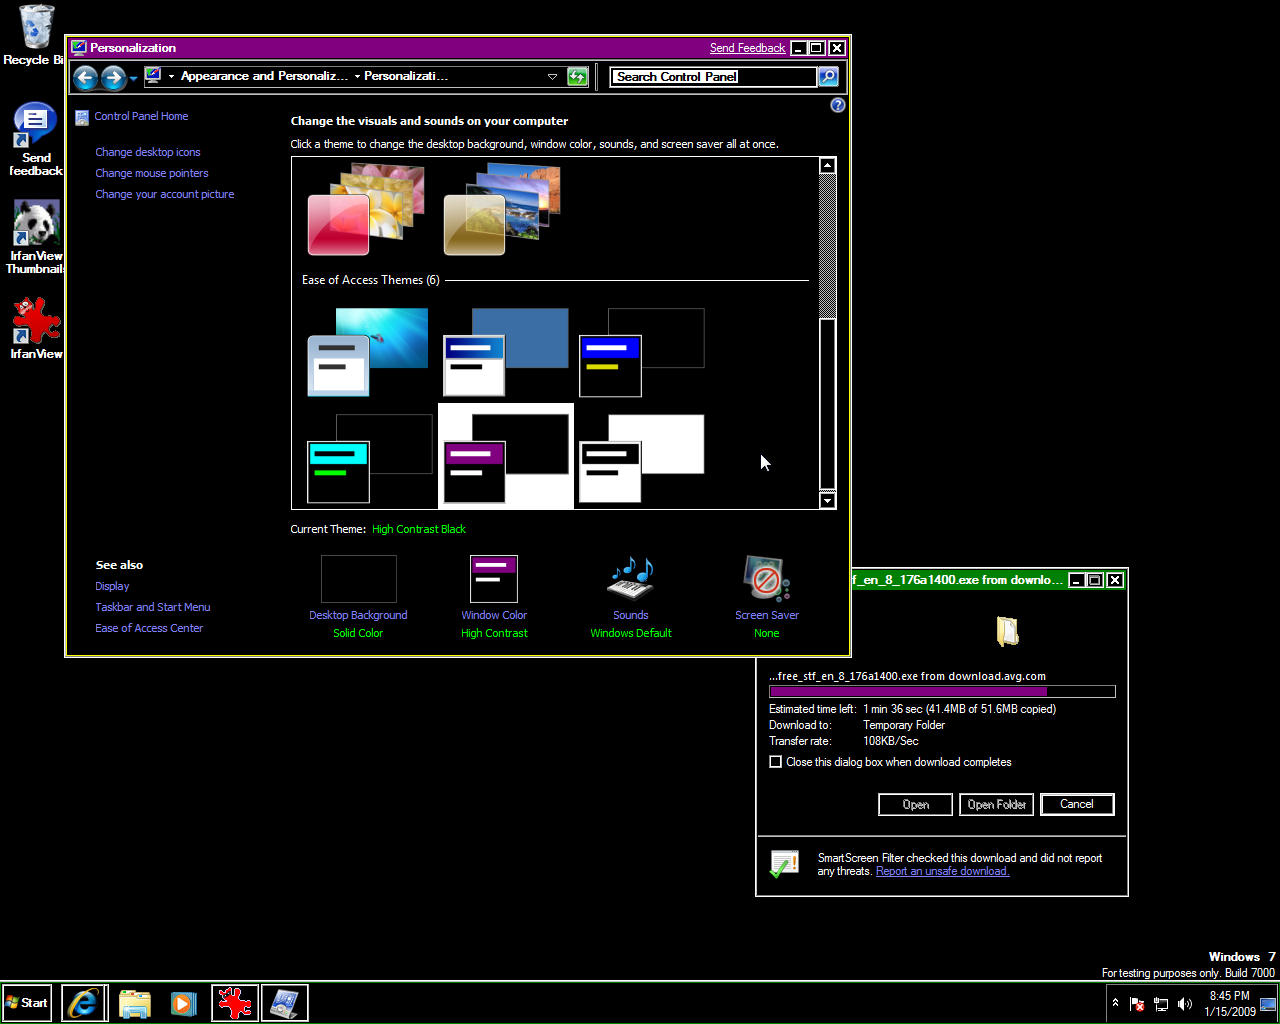 Recycle Bi
Send
feedback
IrfanView
Thumbnails
IrfanView
Personalization
Send Feedback
Appearance and Personaliz... Personalizati...
Search Control Panel
Control Panel Home
Change desktop icons
Change mouse pointers
Change your account picture
Change the visuals and sounds on your computer
Click a theme to change the desktop background, window color, sounds, and screen saver all at once.
Ease of Access Themes (6)
Current Theme: High Contrast Black
Desktop Background
Solid Color
Window Color
High Contrast
Sounds
Windows Default
Screen Saver
None
See also
Display
Taskbar and Start Menu
Ease of Access Center
f_en_8_176a1400.exe from downlo...
...free_stf_en_8_176a1400.exe from download.avg.com
Estimated time left: 1 min 36 sec (41.4MB of 51.6MB copied)
Download to: Temporary Folder
Transfer rate: 108KB/Sec
Close this dialog box when download completes
Open
Open Folder
Cancel
SmartScreen Filter checked this download and did not report
any threats. Report an unsafe download.
Windows 7
For testing purposes only. Build 7000
Start
8:45 PM
1/15/2009